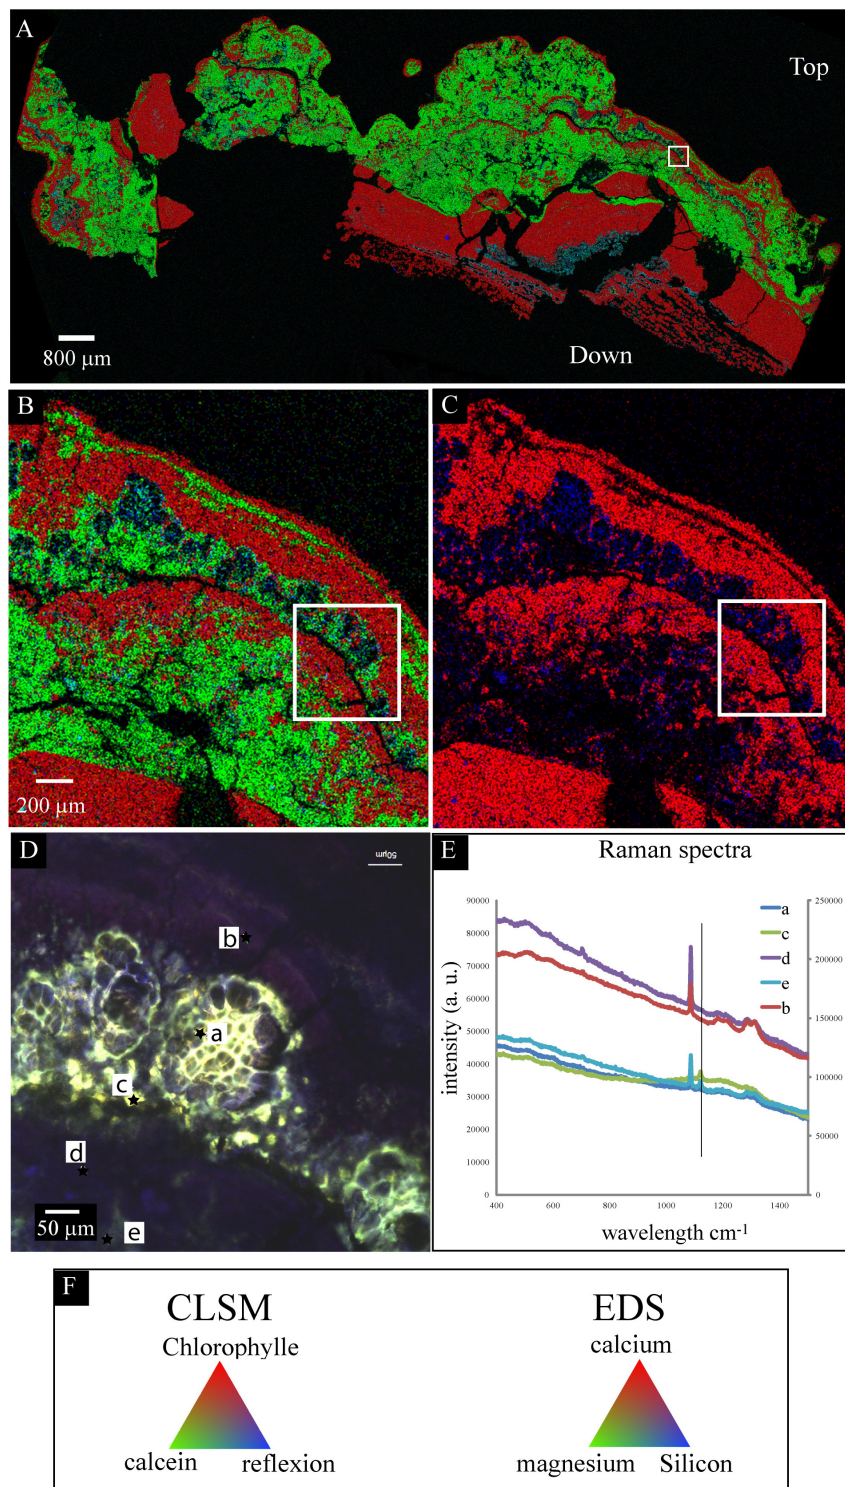 A
Top
800 µm
Down
B
C
200 µm
D
50µm
b
a
c
d
e
50 µm
E
Raman spectra
90000
80000
70000
60000
50000
40000
30000
20000
10000
0
250000
200000
150000
100000
50000
0
a
c
d
e
b
intensity (a. u.)
400
600
800
1000
1200
1400
wavelength cm-1
F
CLSM
EDS
Chlorophylle
calcium
calcein
reflexion
magnesium
Silicon